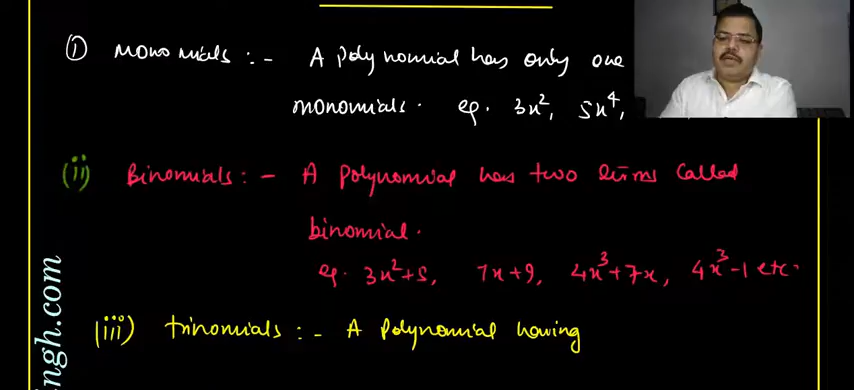 (i) Monomials :- A polynomial has only one
monomials. eg. 3x², 5x⁴,
(ii) Binomials :- A polynomial has two terms called
binomial.
eg. 3x²+5, 7x+9, 4x³+7x, 4x³-1 etc.
(iii) trinomials :- A polynomial having
ngh.com